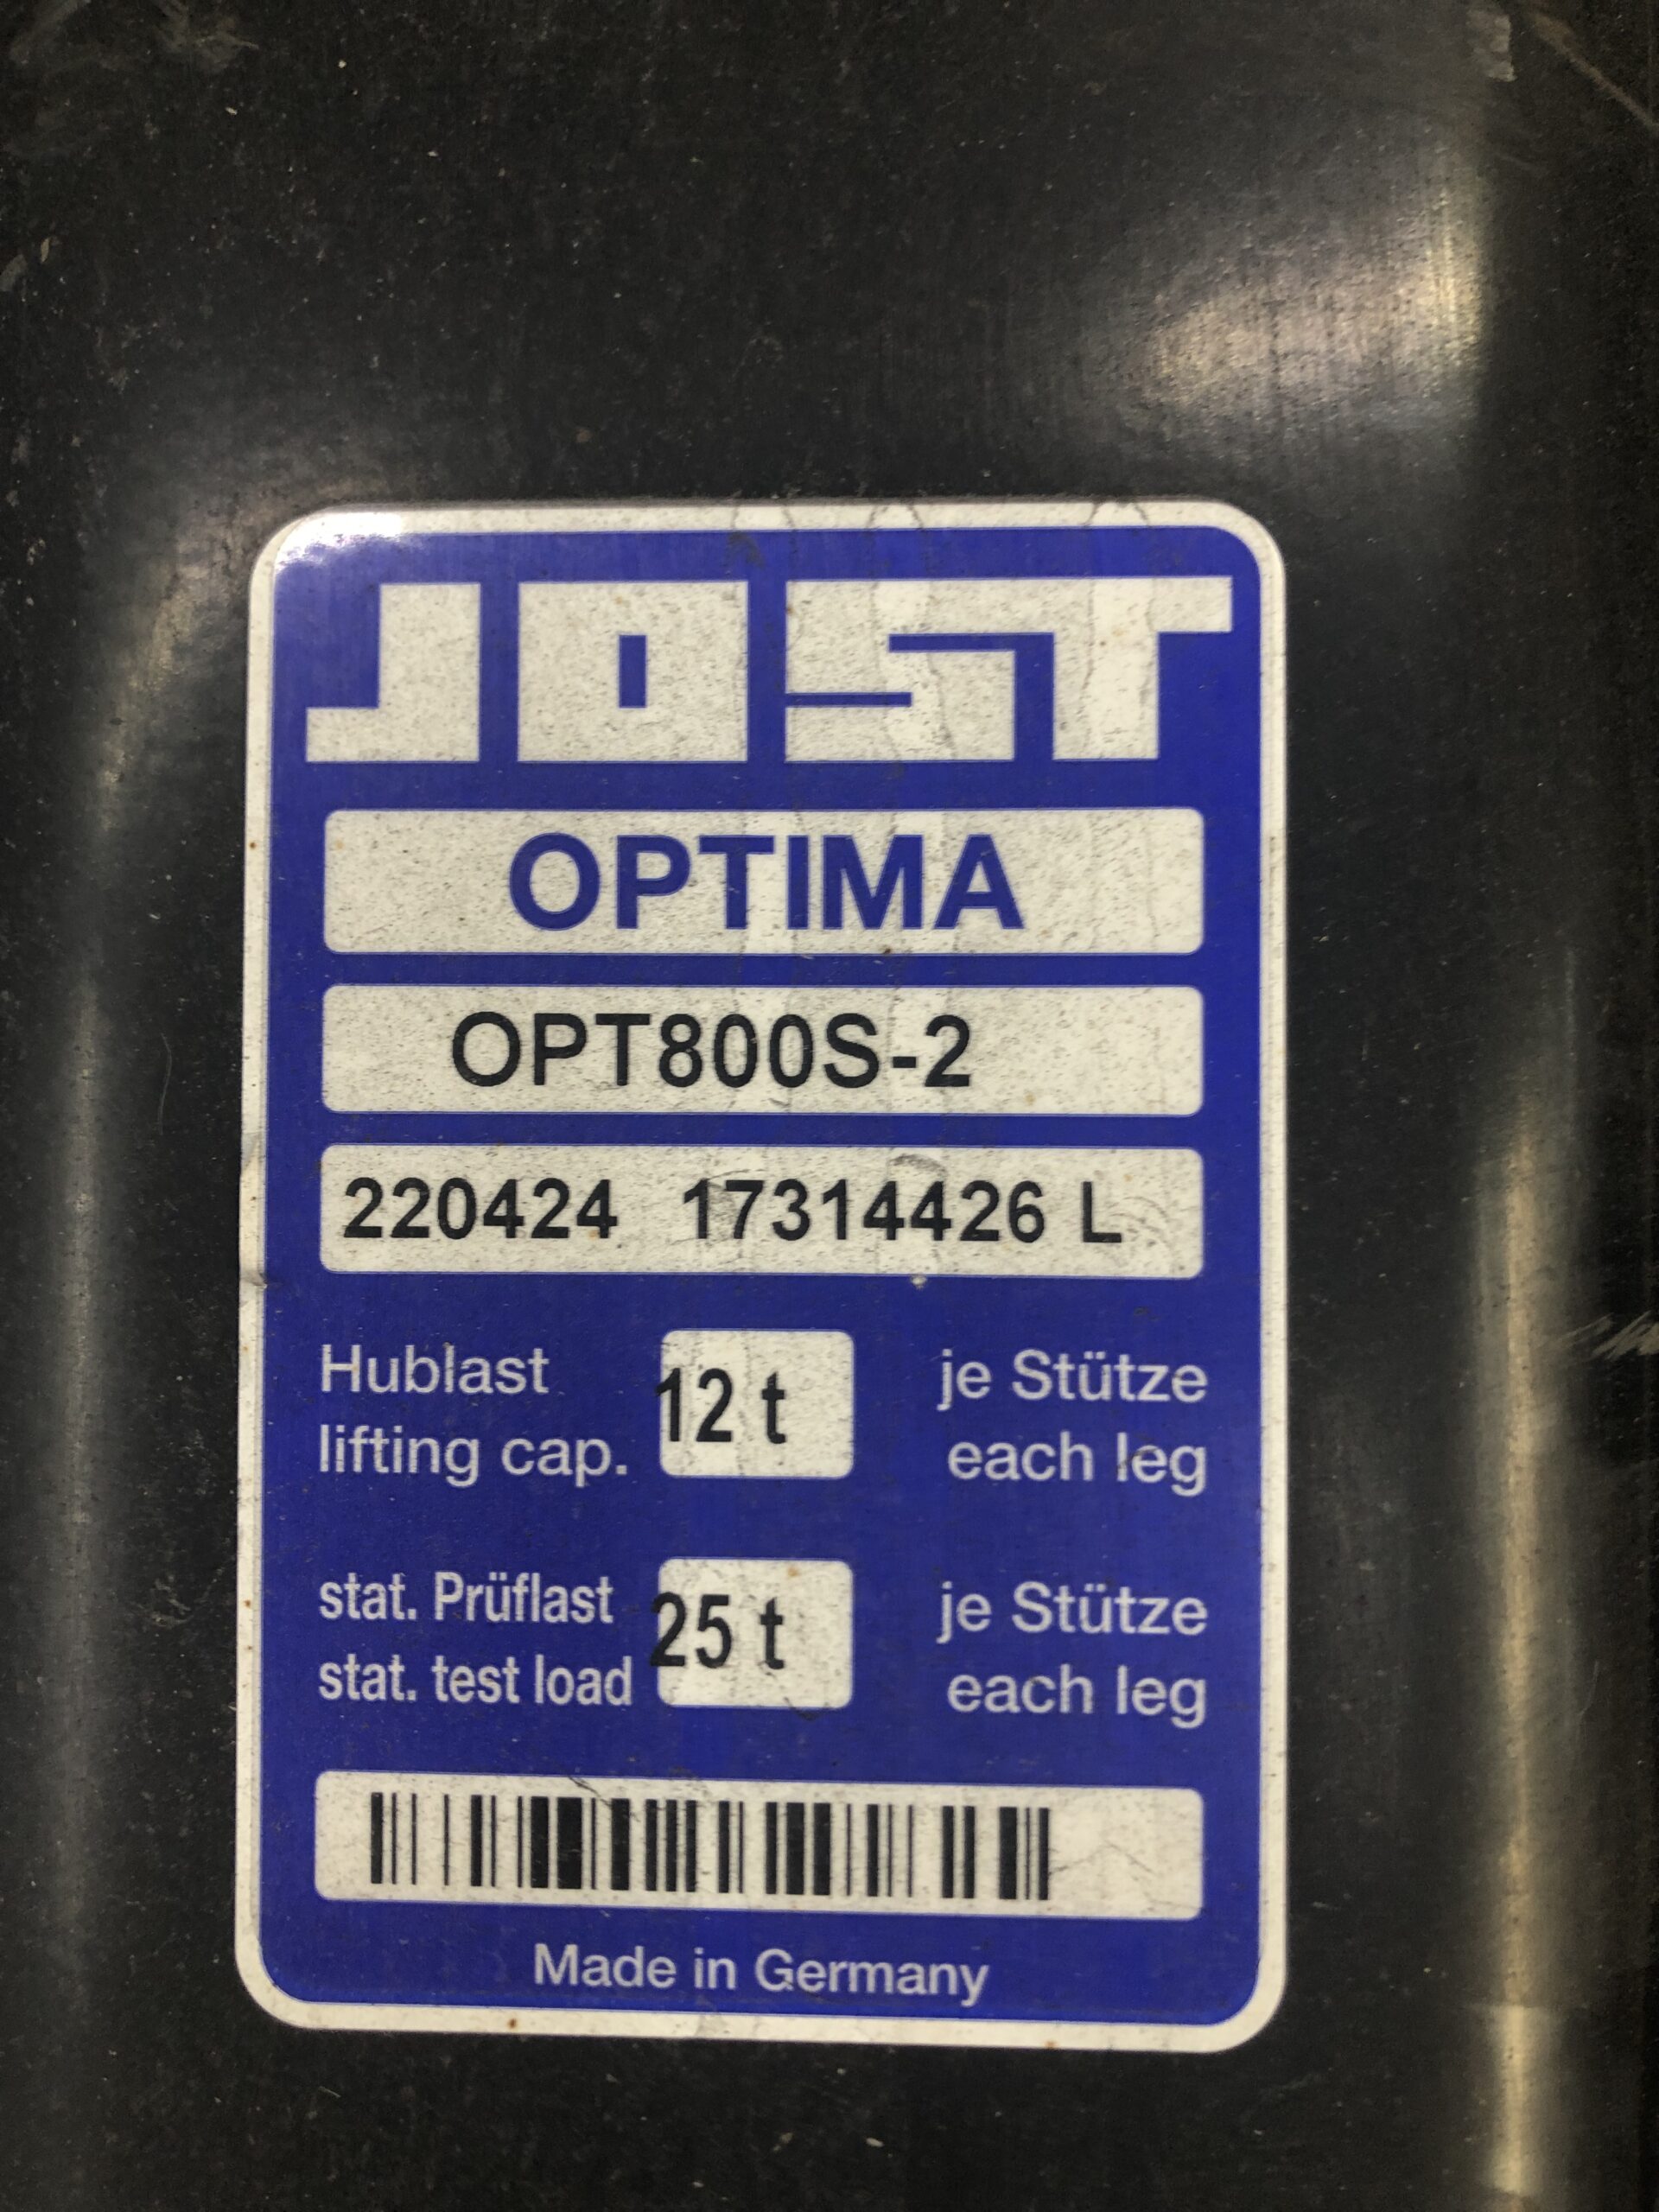 JOST
OPTIMA
OPT800S-2
220424 17314426 L
Hublast
lifting cap.
12 t
je Stütze
each leg
stat. Prüflast
stat. test load
25 t
je Stütze
each leg
Made in Germany